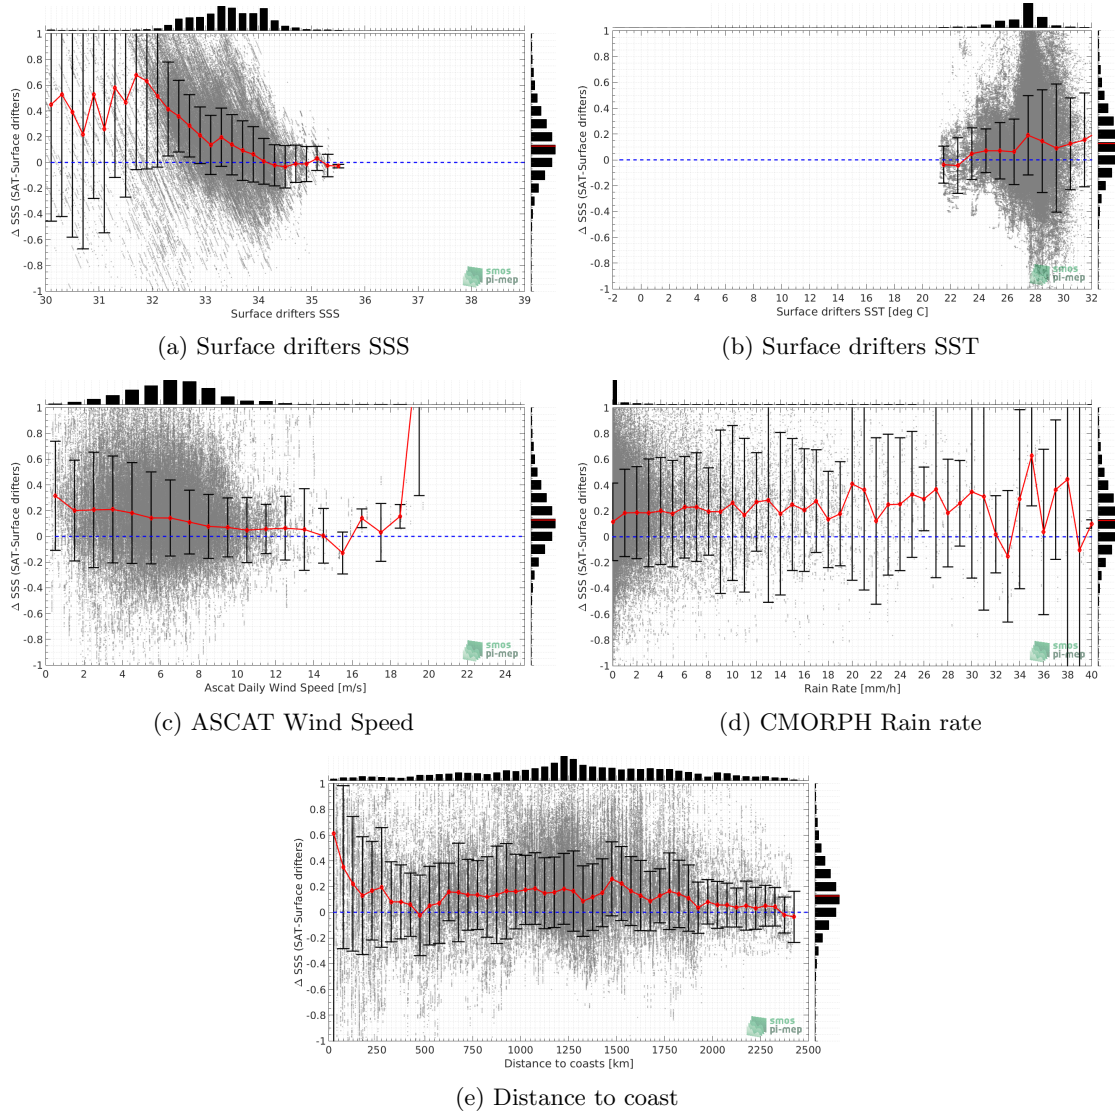 1
0.8
0.6
0.4
0.2
0
-0.2
-0.4
-0.6
-0.8
-1
Δ SSS (SAT-Surface drifters)
30 31 32 33 34 35 36 37 38 39
Surface drifters SSS
smos
pi-mep
(a) Surface drifters SSS
1
0.8
0.6
0.4
0.2
0
-0.2
-0.4
-0.6
-0.8
-1
Δ SSS (SAT-Surface drifters)
-2 0 2 4 6 8 10 12 14 16 18 20 22 24 26 28 30 32
Surface drifters SST [deg C]
smos
pi-mep
(b) Surface drifters SST
1
0.8
0.6
0.4
0.2
0
-0.2
-0.4
-0.6
-0.8
-1
Δ SSS (SAT-Surface drifters)
0 2 4 6 8 10 12 14 16 18 20 22 24
Ascat Daily Wind Speed [m/s]
smos
pi-mep
(c) ASCAT Wind Speed
1
0.8
0.6
0.4
0.2
0
-0.2
-0.4
-0.6
-0.8
-1
Δ SSS (SAT-Surface drifters)
0 2 4 6 8 10 12 14 16 18 20 22 24 26 28 30 32 34 36 38 40
Rain Rate [mm/h]
smos
pi-mep
(d) CMORPH Rain rate
1
0.8
0.6
0.4
0.2
0
-0.2
-0.4
-0.6
-0.8
-1
Δ SSS (SAT-Surface drifters)
0 250 500 750 1000 1250 1500 1750 2000 2250 2500
Distance to coasts [km]
smos
pi-mep
(e) Distance to coast